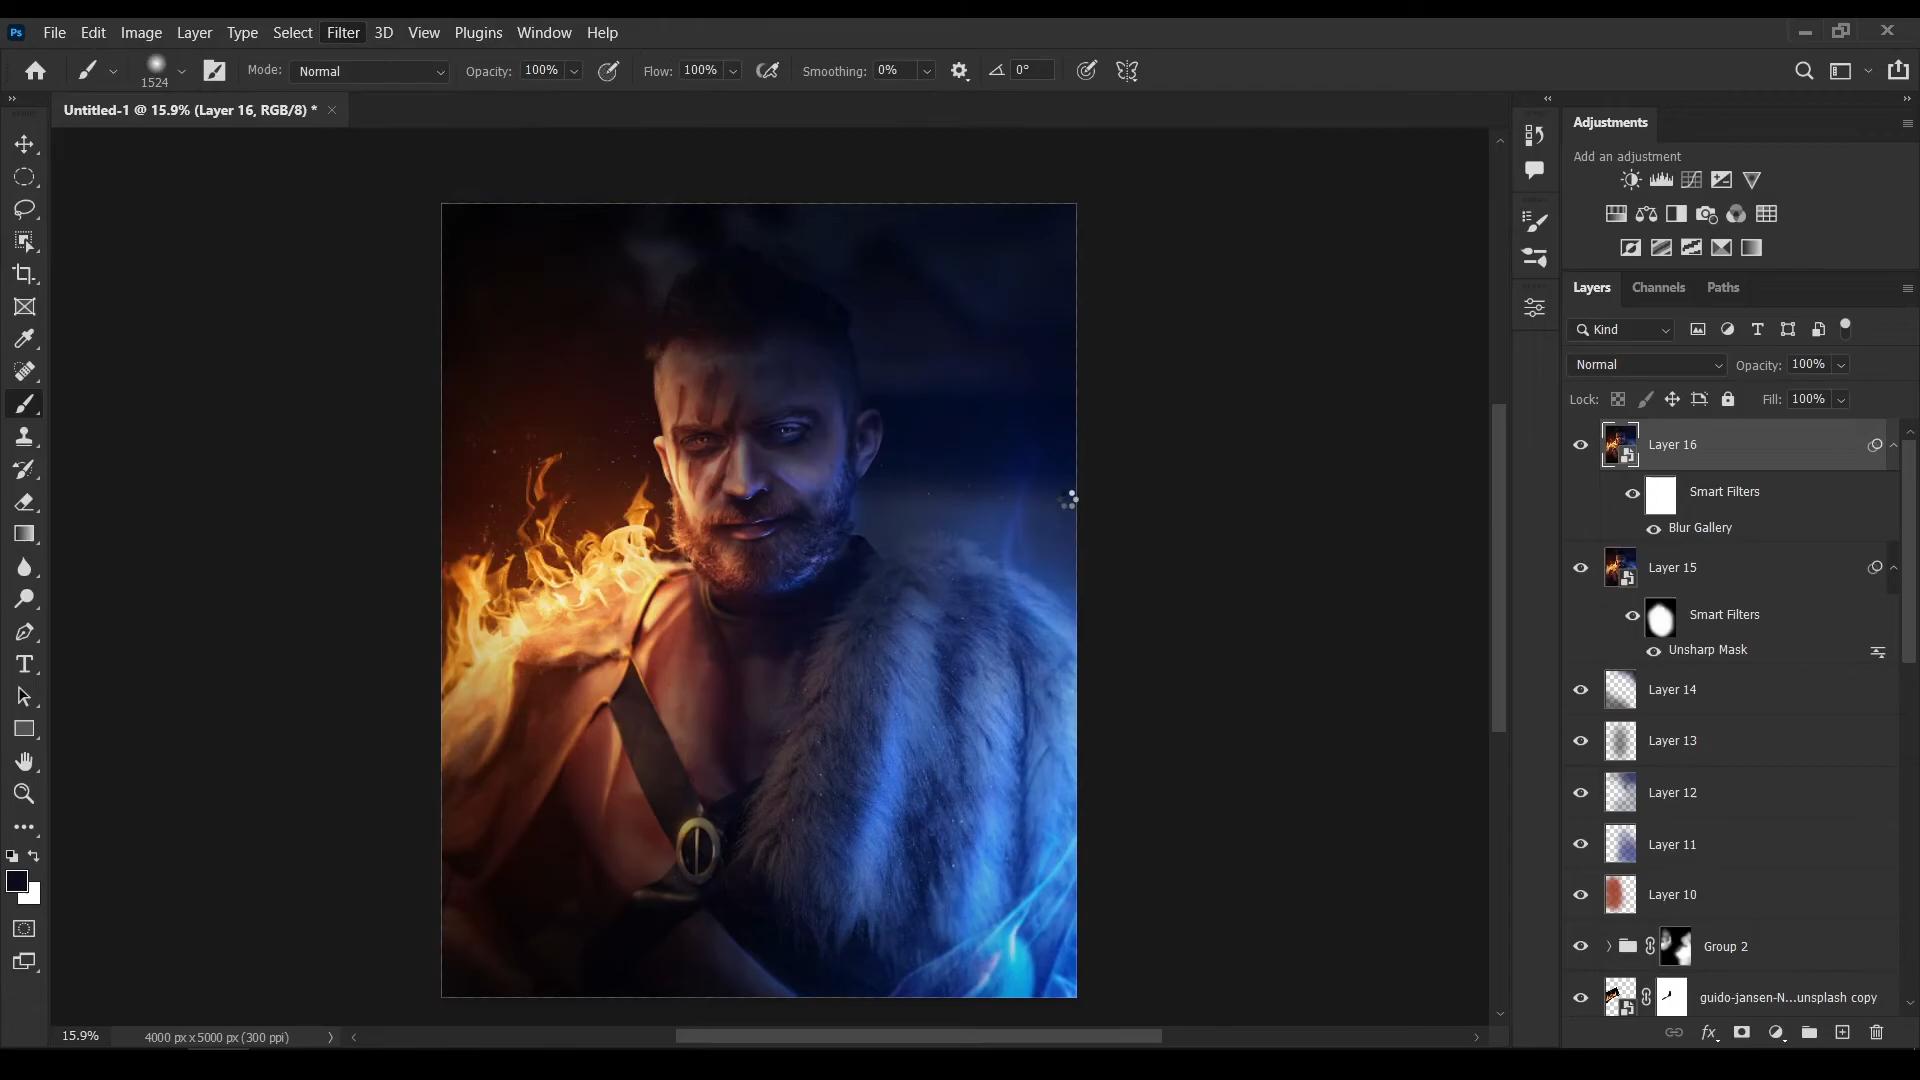 Ps File Edit Image Layer Type Select Filter 3D View Plugins Window Help
1524 Mode: Normal Opacity: 100% Flow: 100% Smoothing: 0% 0°
Untitled-1 @ 15.9% (Layer 16, RGB/8) *
Adjustments
Add an adjustment
Layers Channels Paths
Kind
Normal Opacity: 100%
Lock: Fill: 100%
Layer 16
Smart Filters
Blur Gallery
Layer 15
Smart Filters
Unsharp Mask
Layer 14
Layer 13
Layer 12
Layer 11
Layer 10
Group 2
guido-jansen-N...unsplash copy
15.9% 4000 px x 5000 px (300 ppi)
fx